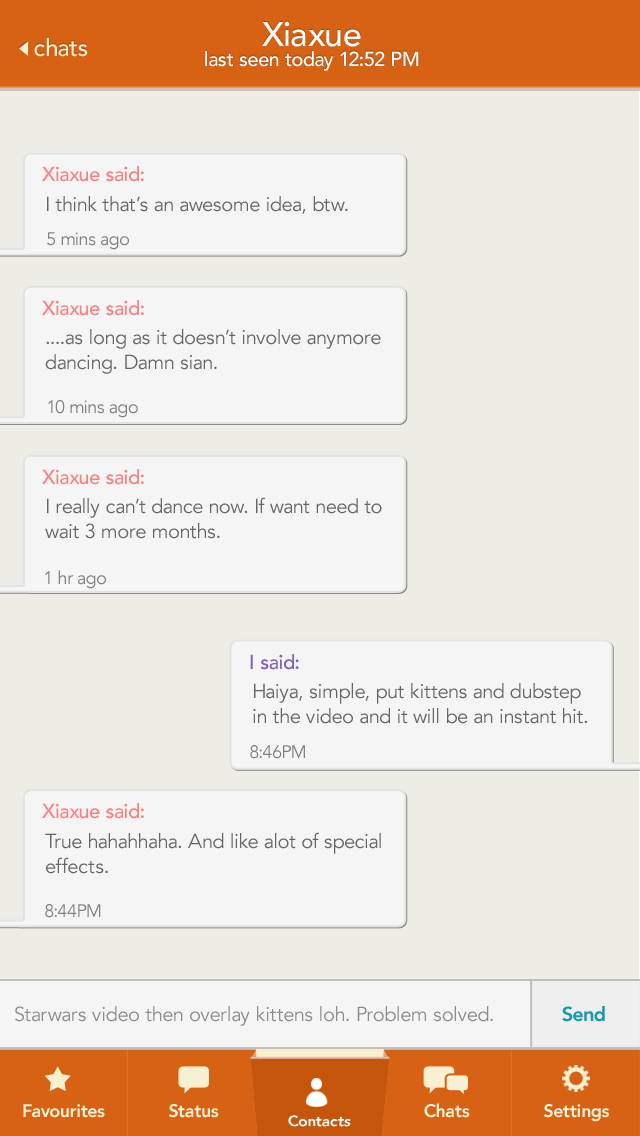 chats
Xiaxue
last seen today 12:52 PM
Xiaxue said:
I think that's an awesome idea, btw.
5 mins ago
Xiaxue said:
....as long as it doesn't involve anymore
dancing. Damn sian.
10 mins ago
Xiaxue said:
I really can't dance now. If want need to
wait 3 more months.
1 hr ago
I said:
Haiya, simple, put kittens and dubstep
in the video and it will be an instant hit.
8:46PM
Xiaxue said:
True hahahhaha. And like alot of special
effects.
8:44PM
Starwars video then overlay kittens loh. Problem solved.
Send
Favourites
Status
Contacts
Chats
Settings